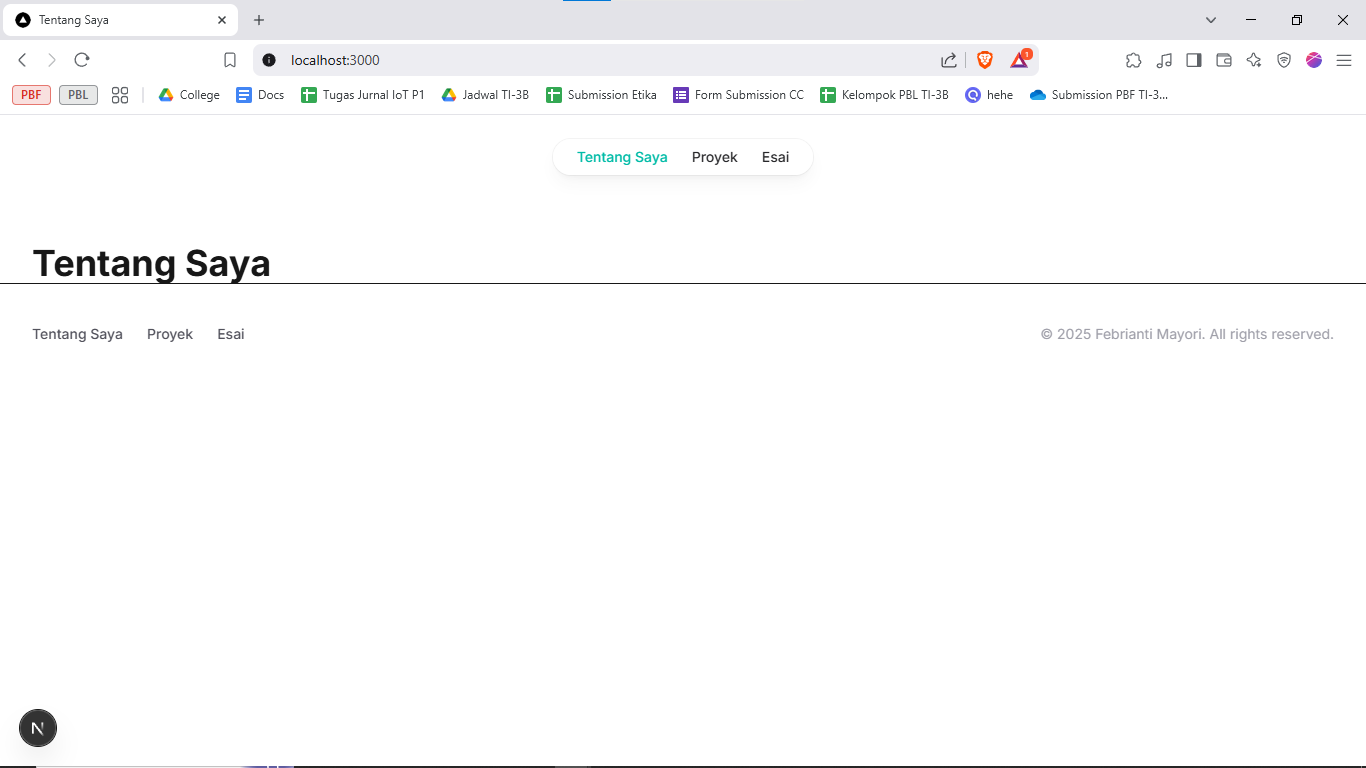 Tentang Saya
localhost:3000
1
PBF PBL College Docs Tugas Jurnal IoT P1 Jadwal TI-3B Submission Etika Form Submission CC Kelompok PBL TI-3B hehe Submission PBF TI-3...
Tentang Saya Proyek Esai
Tentang Saya
Tentang Saya Proyek Esai © 2025 Febrianti Mayori. All rights reserved.
N